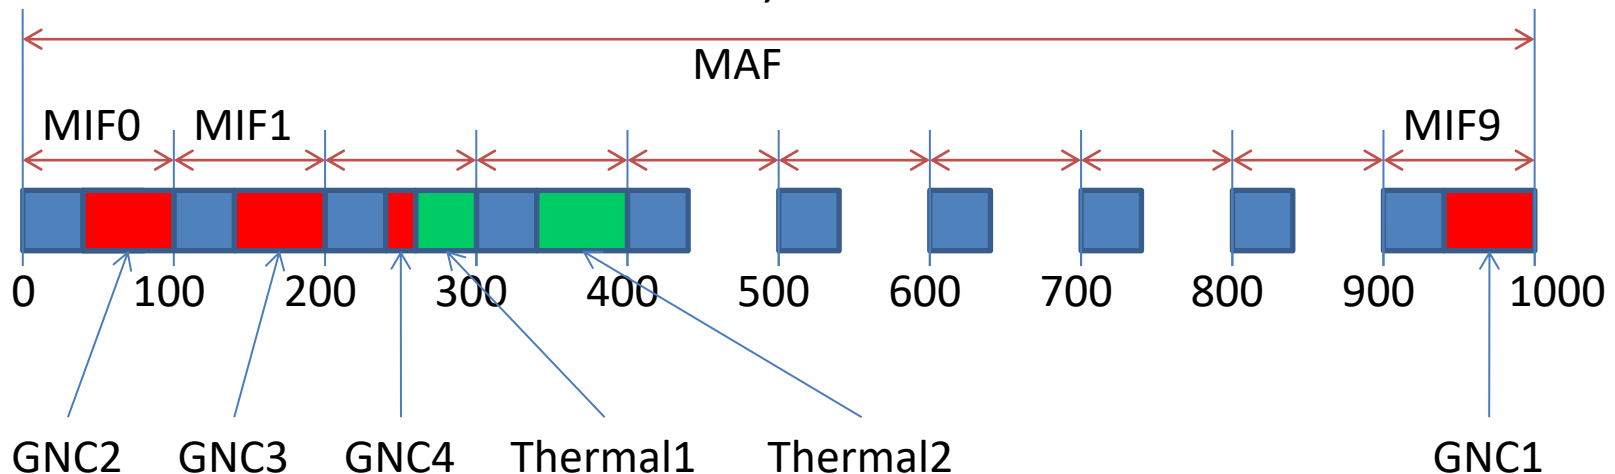 MAF
MIF0 MIF1 MIF9
0 100 200 300 400 500 600 700 800 900 1000
GNC2 GNC3 GNC4 Thermal1 Thermal2 GNC1